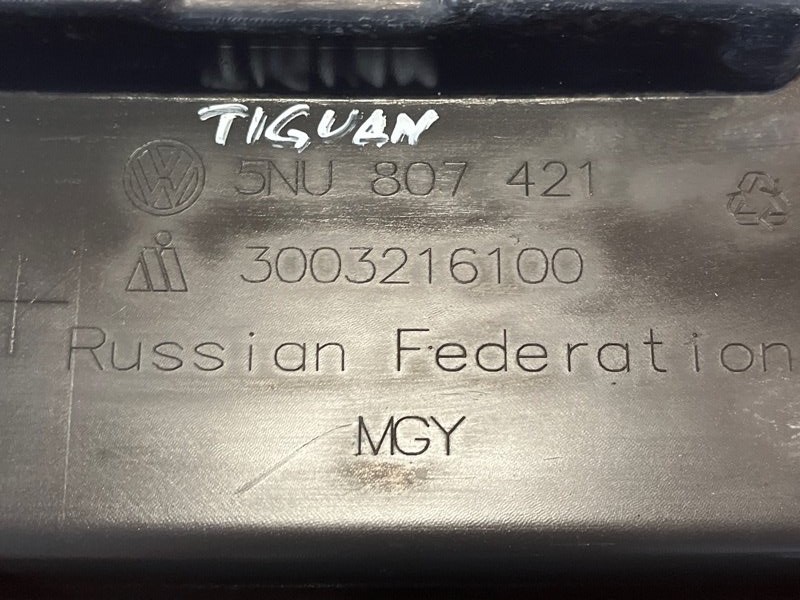 TIGUAN
5NU 807 421
3003216100
Russian Federation
MGY